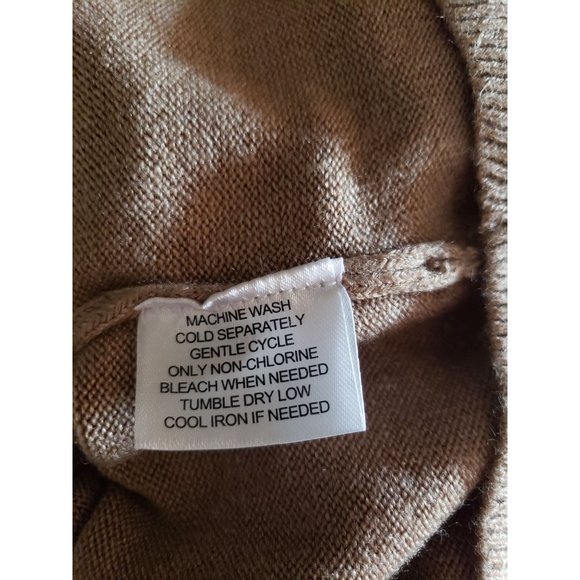 MACHINE WASH
COLD SEPARATELY
GENTLE CYCLE
ONLY NON-CHLORINE
BLEACH WHEN NEEDED
TUMBLE DRY LOW
COOL IRON IF NEEDED